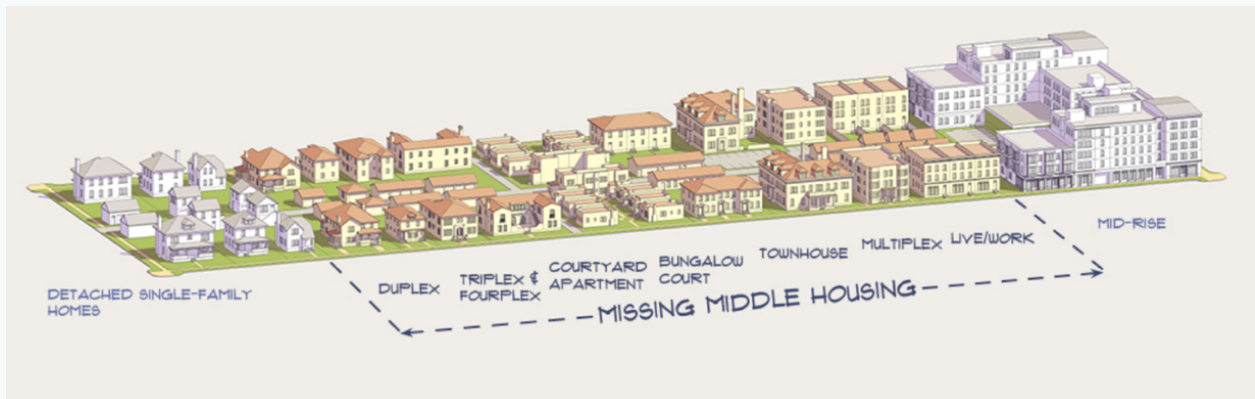 DETACHED SINGLE-FAMILY
HOMES
DUPLEX
TRIPLEX &
FOURPLEX
COURTYARD
APARTMENT
BUNGALOW
COURT
TOWNHOUSE
MULTIPLEX
LIVE/WORK
MID-RISE
MISSING MIDDLE HOUSING